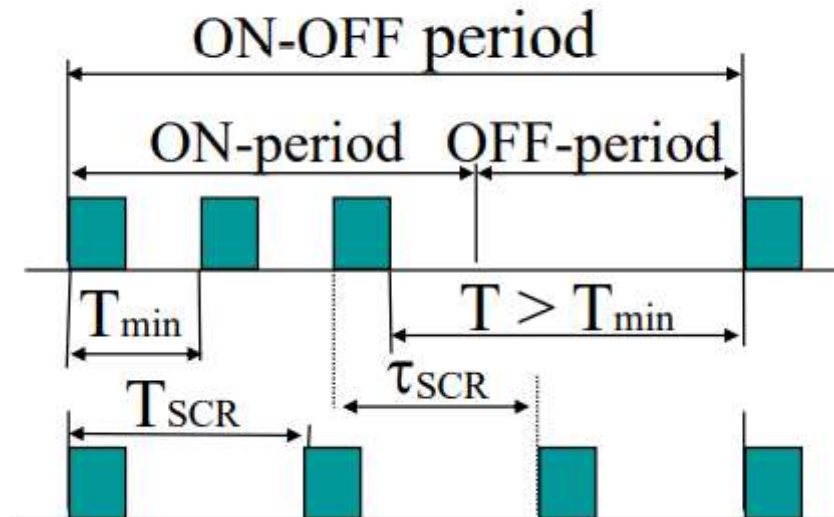 ON-OFF period
ON-period OFF-period
Tmin T > Tmin
TSCR τSCR